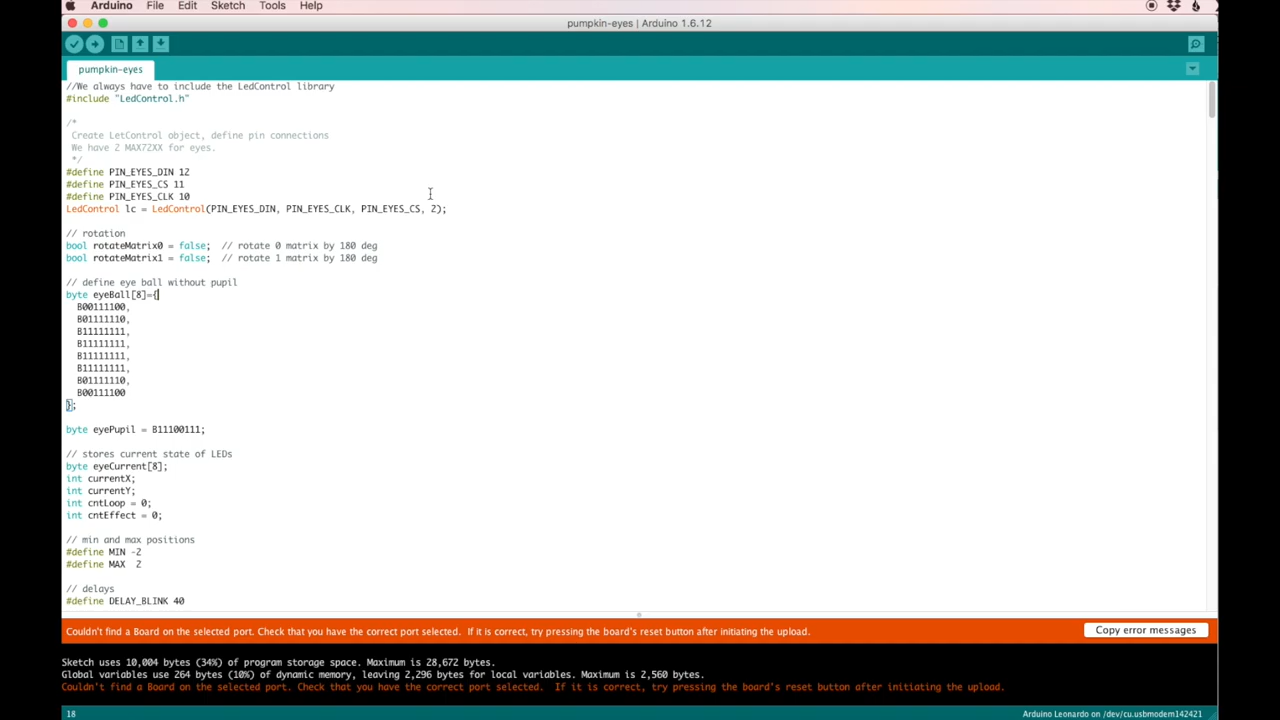 Arduino File Edit Sketch Tools Help
pumpkin-eyes | Arduino 1.6.12
pumpkin-eyes
//We always have to include the LedControl library
#include "LedControl.h"
/*
Create LetControl object, define pin connections
We have 2 MAX72XX for eyes.
*/
#define PIN_EYES_DIN 12
#define PIN_EYES_CS 11
#define PIN_EYES_CLK 10
LedControl lc = LedControl(PIN_EYES_DIN, PIN_EYES_CLK, PIN_EYES_CS, 2);
// rotation
bool rotateMatrix0 = false; // rotate 0 matrix by 180 deg
bool rotateMatrix1 = false; // rotate 1 matrix by 180 deg
// define eye ball without pupil
byte eyeBall[8]={
B00111100,
B01111110,
B11111111,
B11111111,
B11111111,
B11111111,
B01111110,
B00111100
};
byte eyePupil = B11100111;
// stores current state of LEDs
byte eyeCurrent[8];
int currentX;
int currentY;
int cntLoop = 0;
int cntEffect = 0;
// min and max positions
#define MIN -2
#define MAX 2
// delays
#define DELAY_BLINK 40
Couldn't find a Board on the selected port. Check that you have the correct port selected. If it is correct, try pressing the board's reset button after initiating the upload.
Copy error messages
Sketch uses 10,004 bytes (34%) of program storage space. Maximum is 28,672 bytes.
Global variables use 264 bytes (10%) of dynamic memory, leaving 2,296 bytes for local variables. Maximum is 2,560 bytes.
Couldn't find a Board on the selected port. Check that you have the correct port selected. If it is correct, try pressing the board's reset button after initiating the upload.
18
Arduino Leonardo on /dev/cu.usbmodem142421